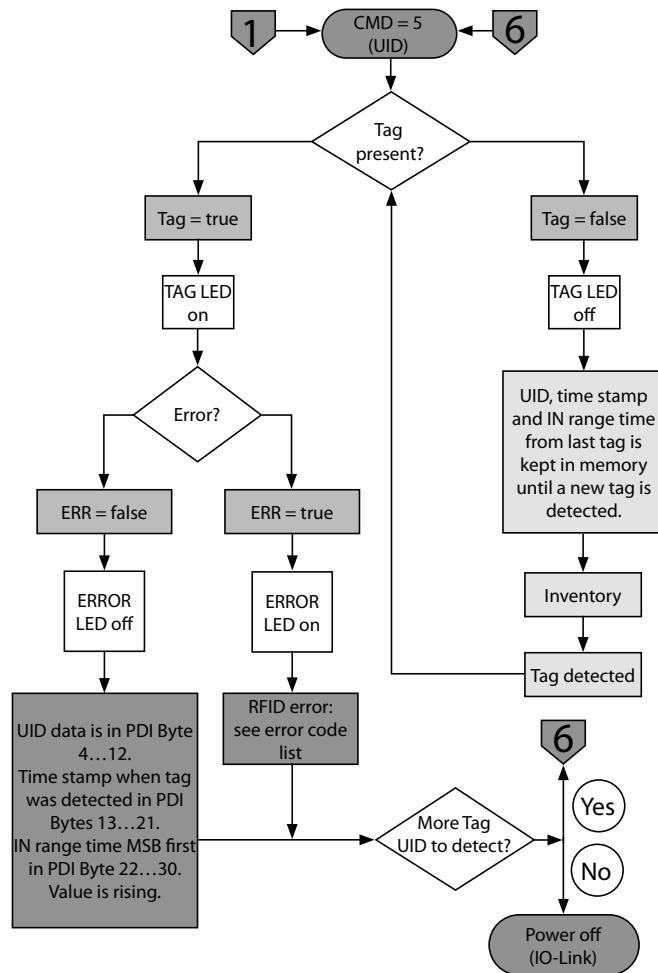 1
CMD = 5
(UID)
6
Tag
present?
Tag = true
Tag = false
TAG LED
on
TAG LED
off
Error?
UID, time stamp
and IN range time
from last tag is
kept in memory
until a new tag is
detected.
ERR = false
ERR = true
ERROR
LED off
ERROR
LED on
Inventory
Tag detected
UID data is in PDI Byte
4…12.
Time stamp when tag
was detected in PDI
Bytes 13…21.
IN range time MSB first
in PDI Byte 22…30.
Value is rising.
RFID error:
see error code
list
6
More Tag
UID to detect?
Yes
No
Power off
(IO-Link)